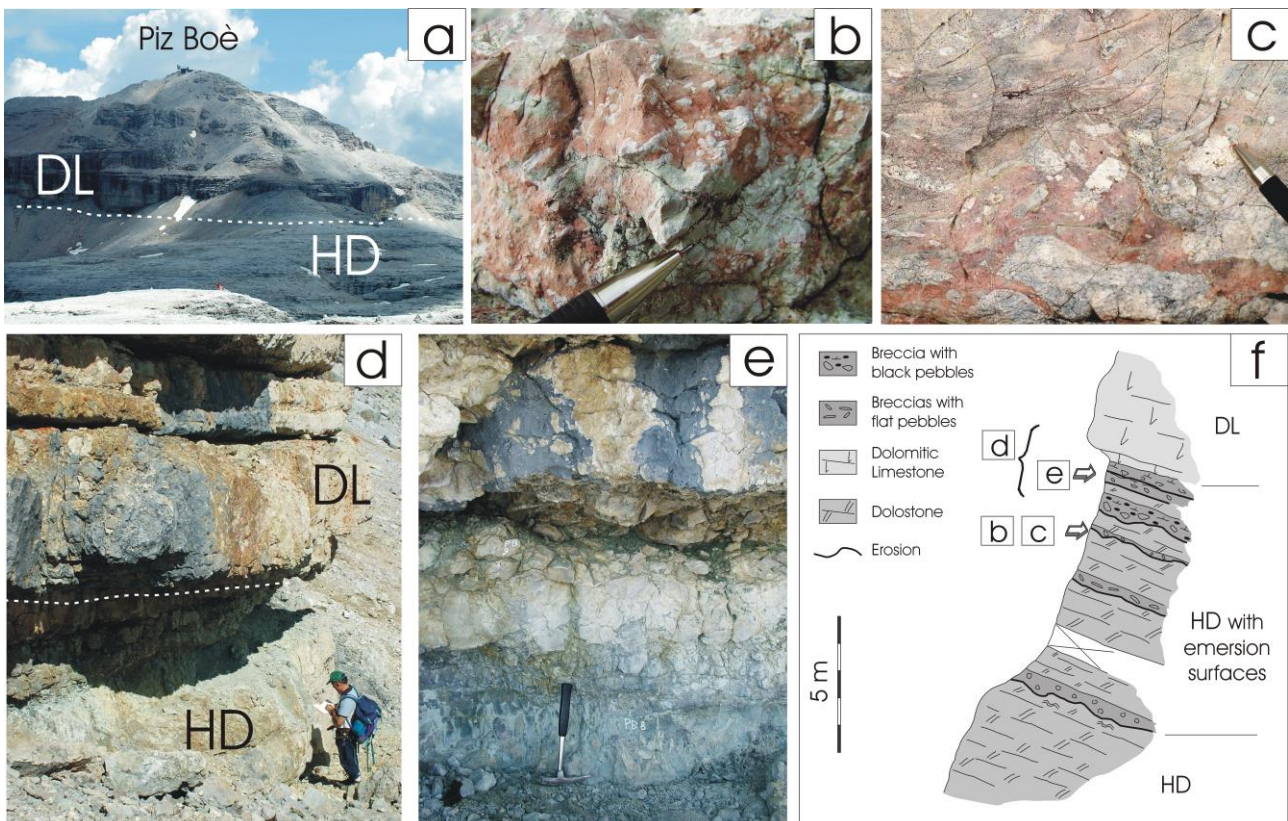 Piz Boè
a
DL
HD
b
c
d
DL
HD
e
PDB
f
Breccia with
black pebbles
Breccias with
flat pebbles
Dolomitic
Limestone
Dolostone
Erosion
5 m
d
e
b c
DL
HD with
emersion
surfaces
HD